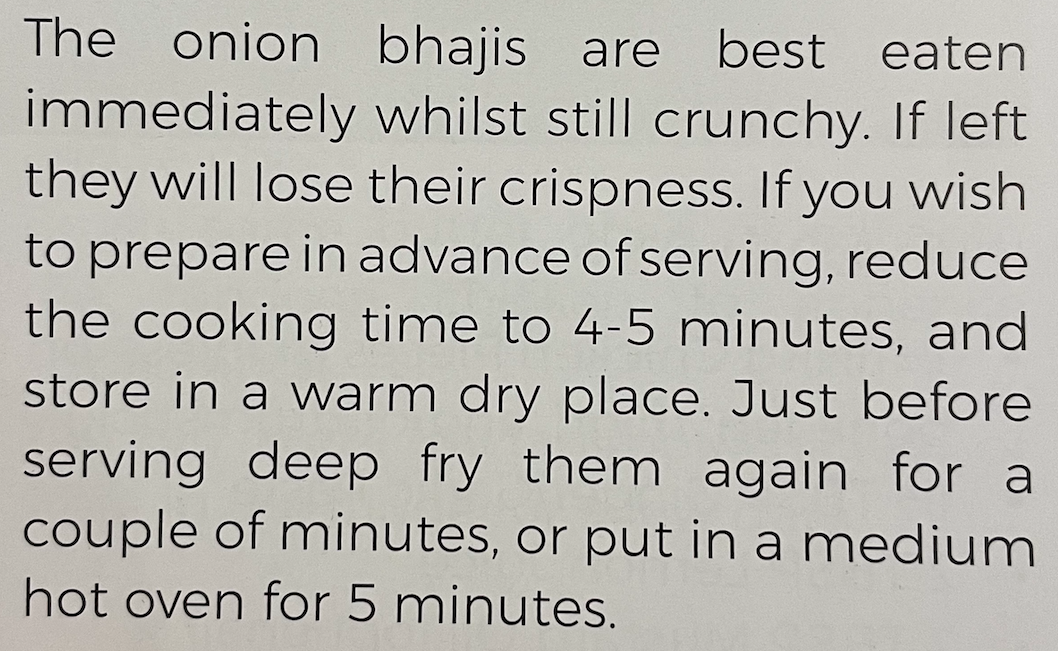 The onion bhajis are best eaten
immediately whilst still crunchy. If left
they will lose their crispness. If you wish
to prepare in advance of serving, reduce
the cooking time to 4-5 minutes, and
store in a warm dry place. Just before
serving deep fry them again for a
couple of minutes, or put in a medium
hot oven for 5 minutes.